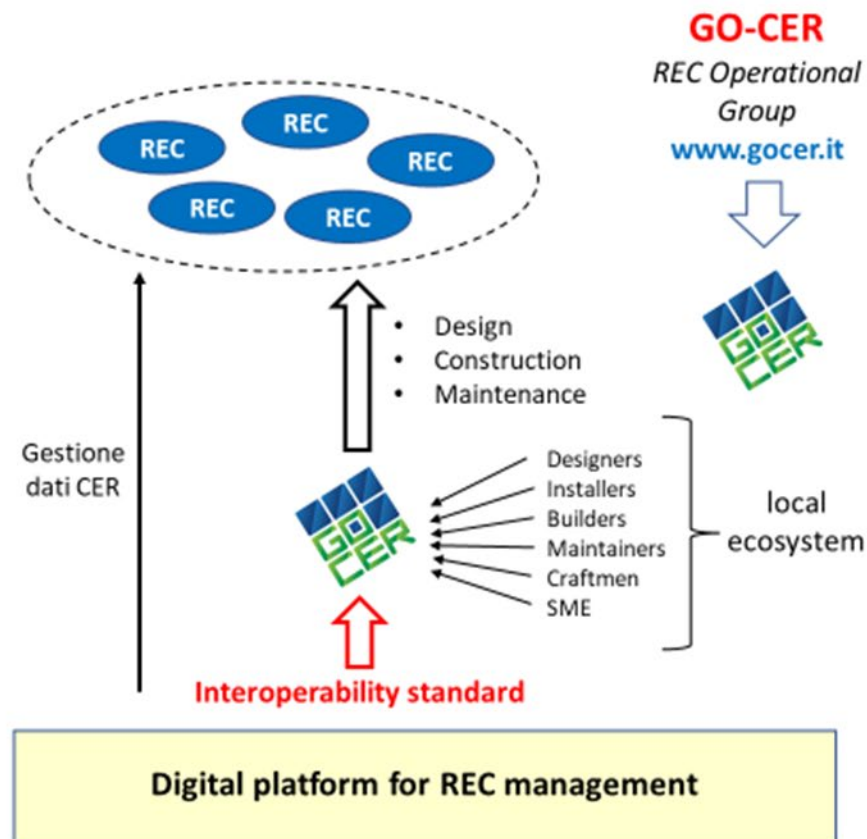 GO-CER
REC Operational
Group
www.gocer.it
REC
REC
REC
REC
REC
GO
CER
• Design
• Construction
• Maintenance
Gestione
dati CER
GO
CER
Designers
Installers
Builders
Maintainers
Craftmen
SME
local
ecosystem
Interoperability standard
Digital platform for REC management